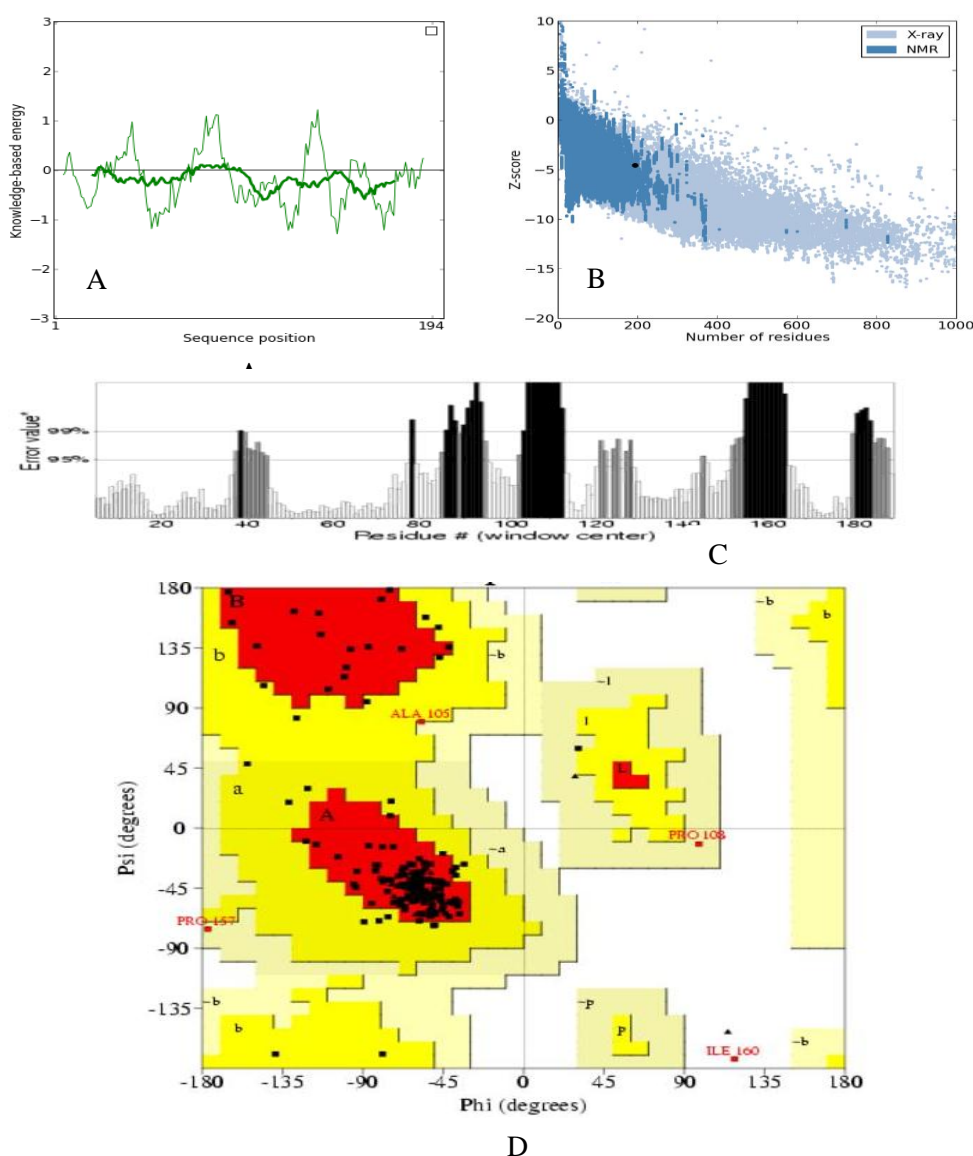 3
2
1
0
−1
−2
−3
Knowledge-based energy
A
1
194
Sequence position
10
5
0
−5
−10
−15
−20
Z-score
X-ray
NMR
B
0
200
400
600
800
1000
Number of residues
Error value*
99%
95%
20
40
60
80
100
120
140
160
180
Residue # (window center)
C
180
135
90
45
0
-45
-90
-135
-180
Psi (degrees)
B
b
~b
~b
b
ALA 105
~l
l
L
a
A
~a
PRO 108
PRO 157
~b
b
~p
p
~b
ILE 160
-180
-135
-90
-45
0
45
90
135
180
Phi (degrees)
D